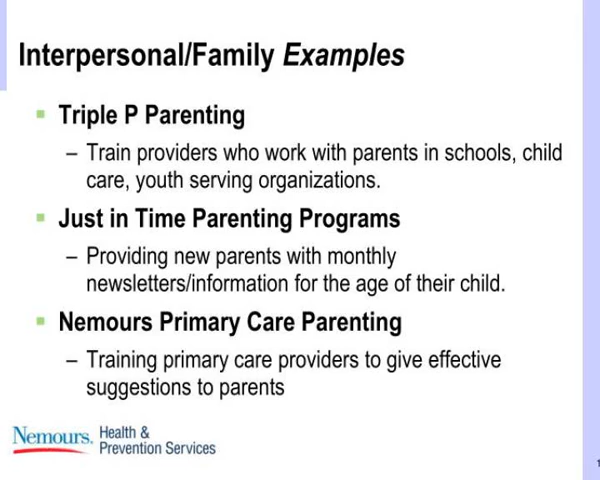 Interpersonal/Family Examples
Triple P Parenting
– Train providers who work with parents in schools, child
care, youth serving organizations.
Just in Time Parenting Programs
– Providing new parents with monthly
newsletters/information for the age of their child.
Nemours Primary Care Parenting
– Training primary care providers to give effective
suggestions to parents
Nemours. Health &
Prevention Services